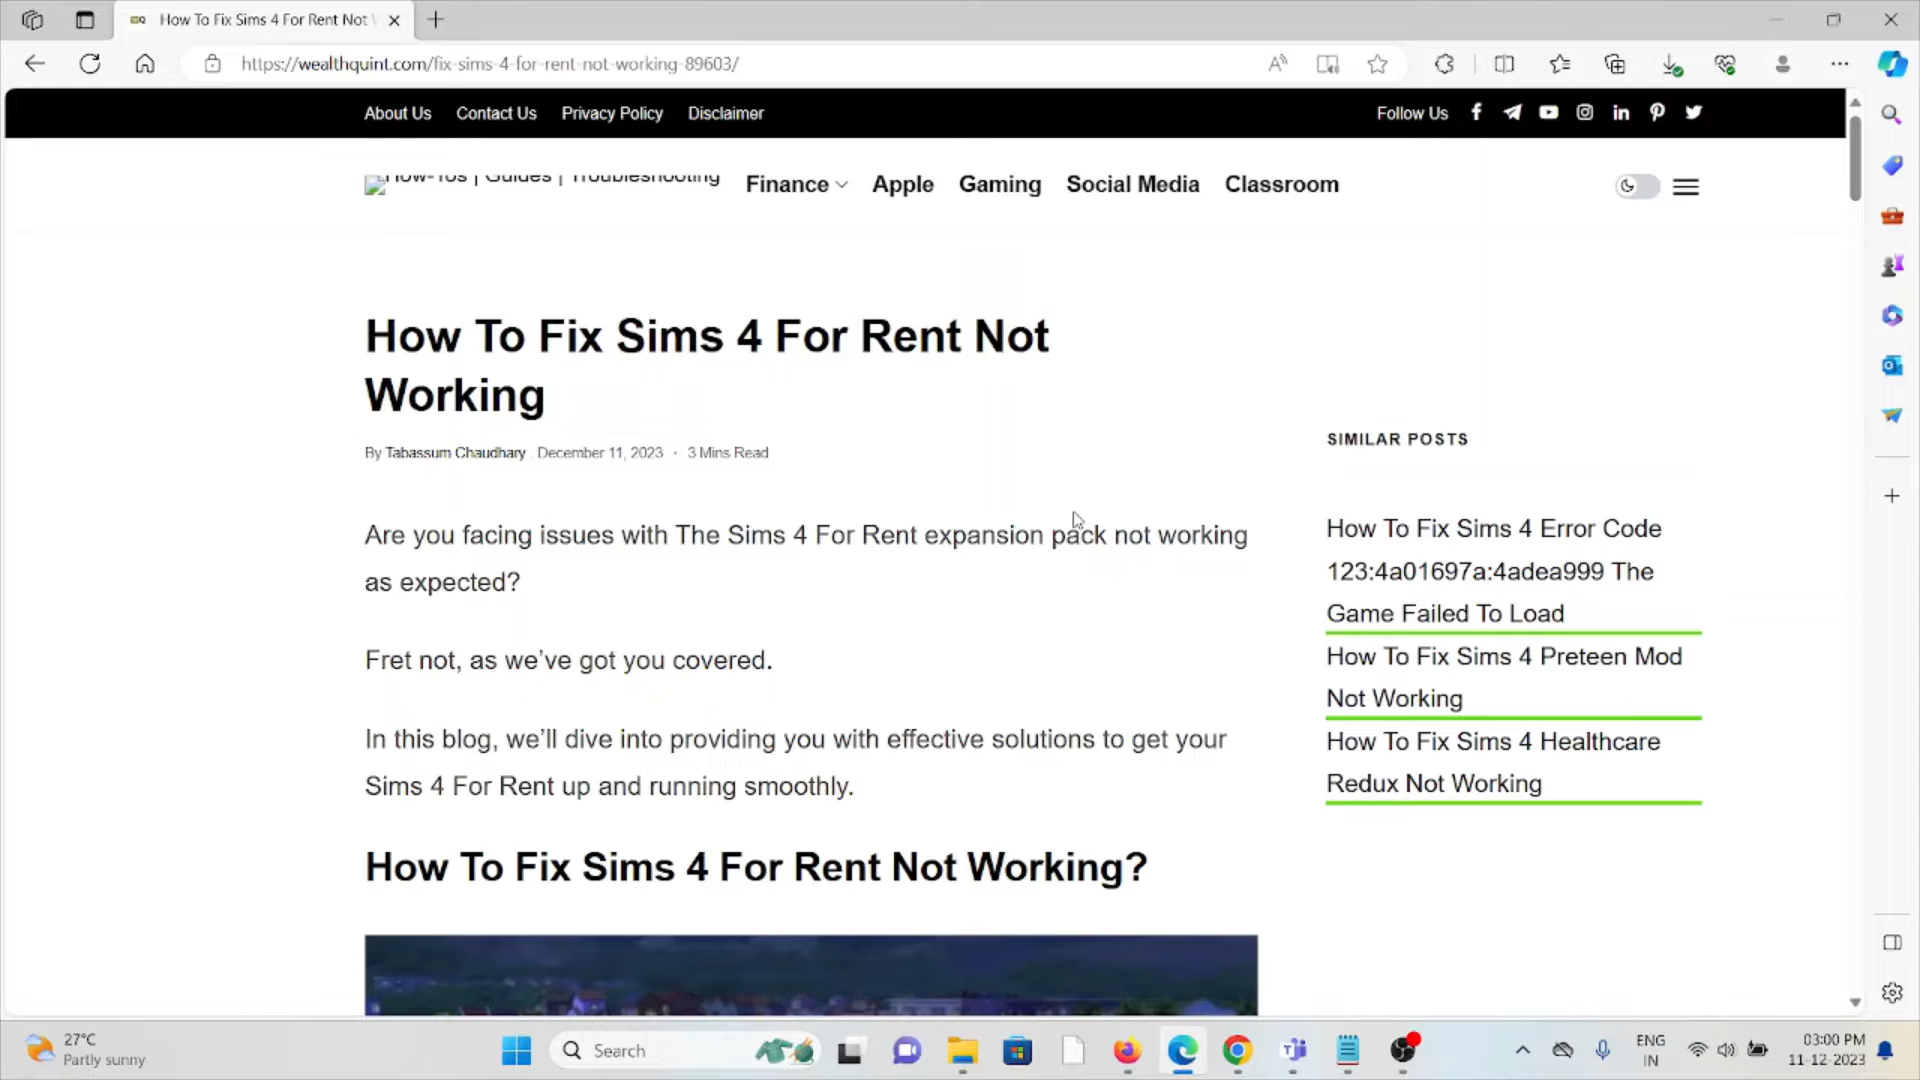 How To Fix Sims 4 For Rent Not
https://wealthquint.com/fix-sims-4-for-rent-not-working-89603/
About Us Contact Us Privacy Policy Disclaimer Follow Us
How-Tos | Guides | Troubleshooting Finance Apple Gaming Social Media Classroom
How To Fix Sims 4 For Rent Not
Working
By Tabassum Chaudhary . December 11, 2023 · 3 Mins Read
Are you facing issues with The Sims 4 For Rent expansion pack not working
as expected?
Fret not, as we’ve got you covered.
In this blog, we’ll dive into providing you with effective solutions to get your
Sims 4 For Rent up and running smoothly.
How To Fix Sims 4 For Rent Not Working?
SIMILAR POSTS
How To Fix Sims 4 Error Code
123:4a01697a:4adea999 The
Game Failed To Load
How To Fix Sims 4 Preteen Mod
Not Working
How To Fix Sims 4 Healthcare
Redux Not Working
27°C
Partly sunny
Search
ENG
IN
03:00 PM
11-12-2023